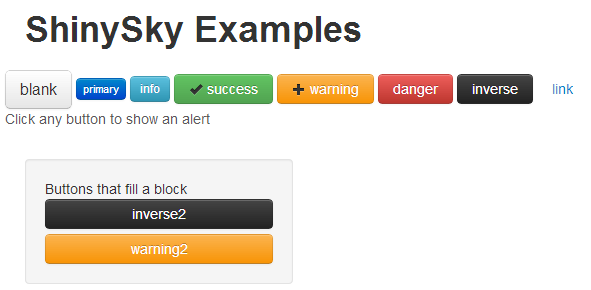 ShinySky Examples
blank primary info success warning danger inverse link
Click any button to show an alert
Buttons that fill a block
inverse2
warning2